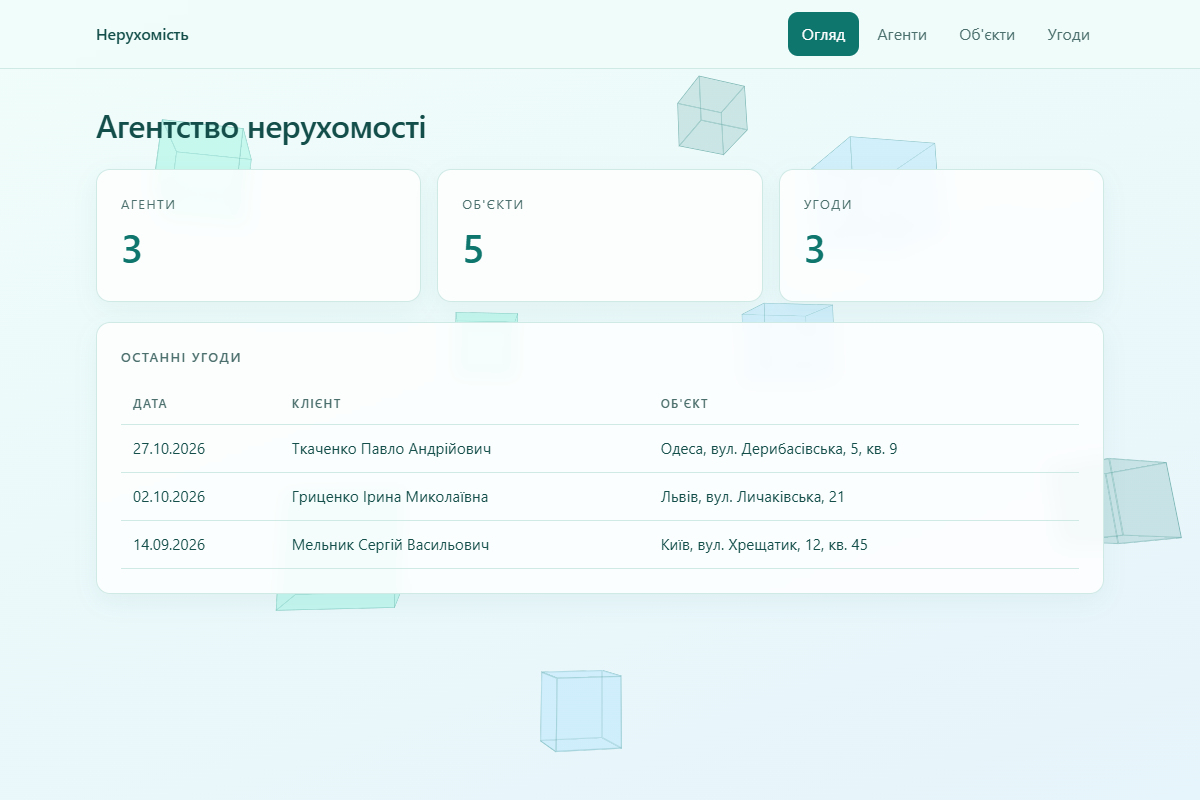 Нерухомість Огляд Агенти Об'єкти Угоди
Агентство нерухомості
АГЕНТИ ОБ'ЄКТИ УГОДИ
3 5 3
ОСТАННІ УГОДИ
ДАТА КЛІЄНТ ОБ'ЄКТ
27.10.2026 Ткаченко Павло Андрійович Одеса, вул. Дерибасівська, 5, кв. 9
02.10.2026 Гриценко Ірина Миколаївна Львів, вул. Личаківська, 21
14.09.2026 Мельник Сергій Васильович Київ, вул. Хрещатик, 12, кв. 45